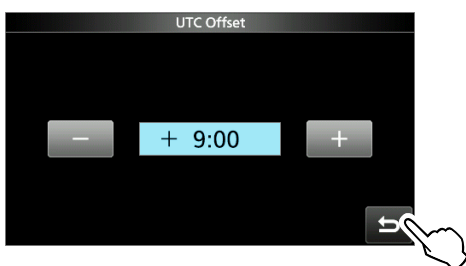 UTC Offset
− + 9:00 +